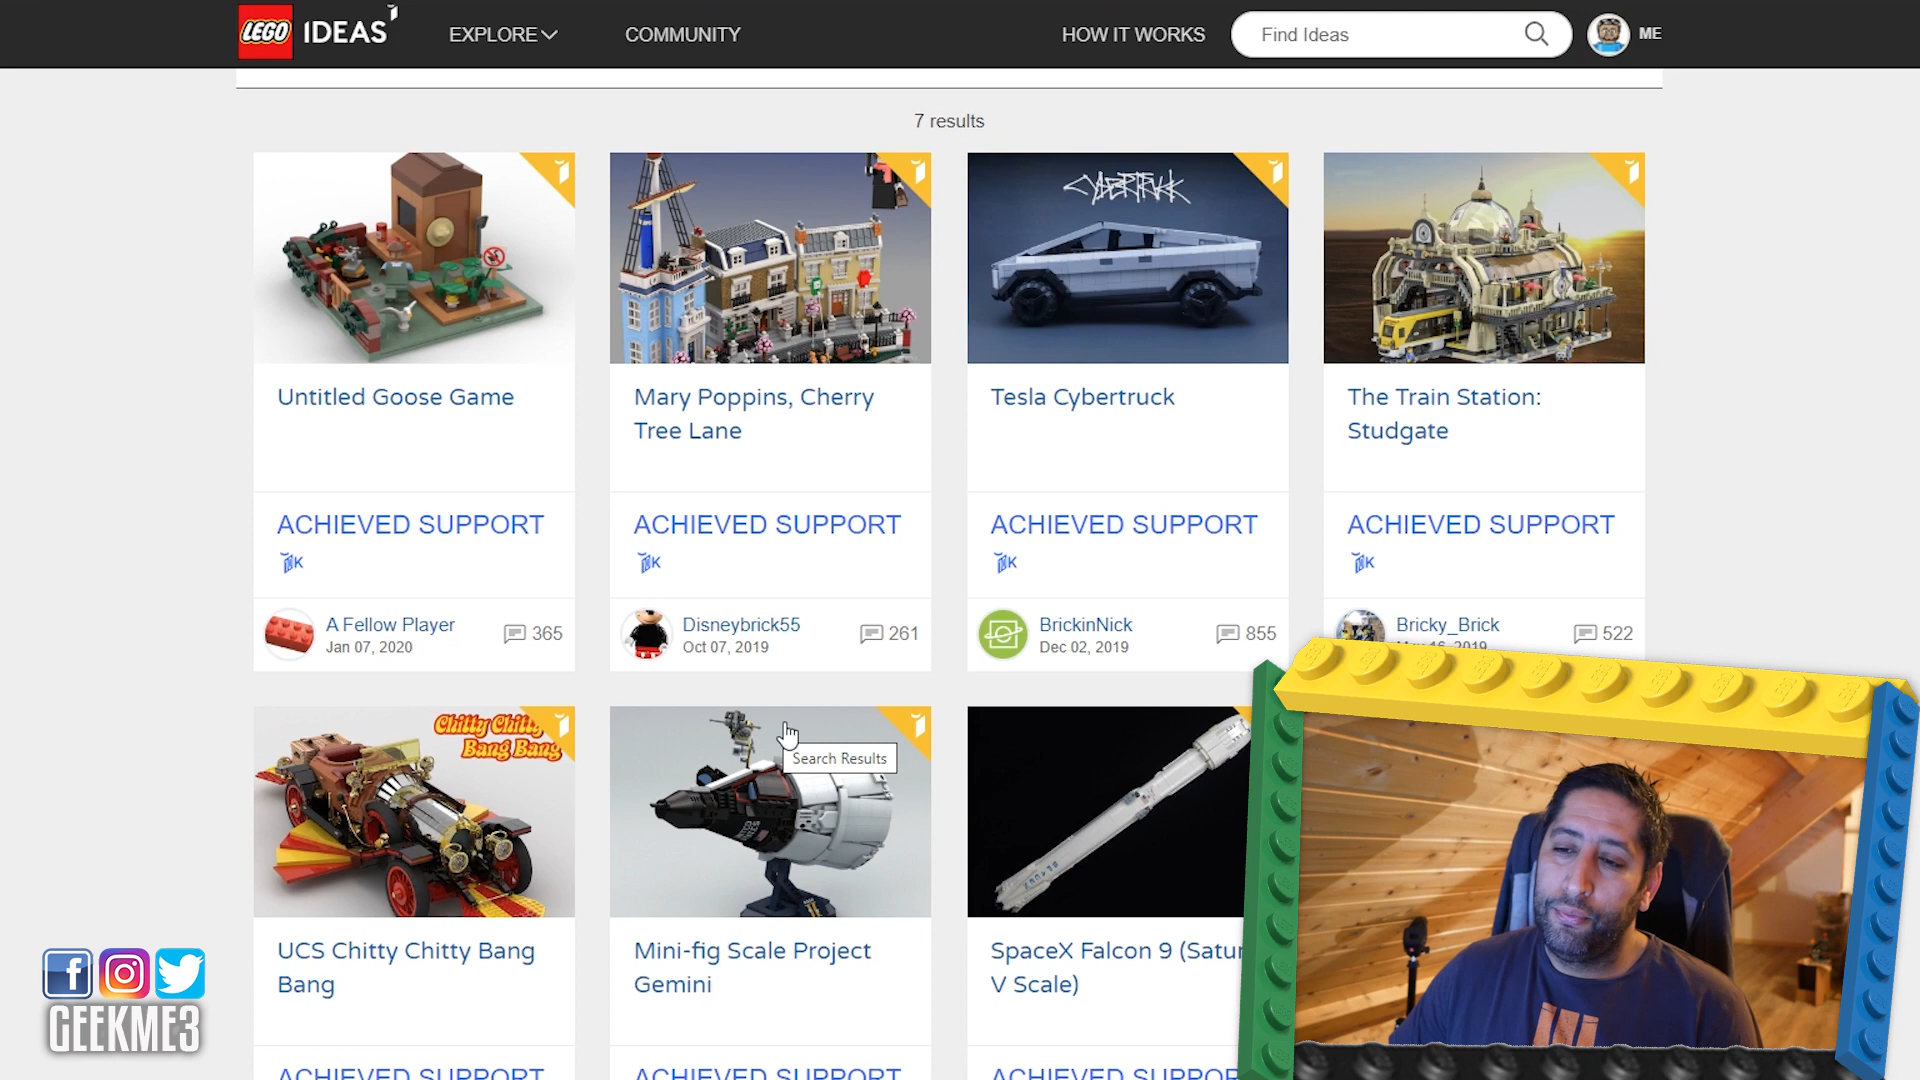 LEGO IDEAS EXPLORE COMMUNITY HOW IT WORKS Find Ideas ME
7 results
CYBERTRUCK
Untitled Goose Game
Mary Poppins, Cherry
Tree Lane
Tesla Cybertruck
The Train Station:
Studgate
ACHIEVED SUPPORT
10K
ACHIEVED SUPPORT
10K
ACHIEVED SUPPORT
10K
ACHIEVED SUPPORT
10K
A Fellow Player
Jan 07, 2020
365
Disneybrick55
Oct 07, 2019
261
BrickinNick
Dec 02, 2019
855
Bricky_Brick
522
Chitty Chitty
Bang Bang
Search Results
UCS Chitty Chitty Bang
Bang
Mini-fig Scale Project
Gemini
SpaceX Falcon 9 (Satur
V Scale)
ACHIEVED SUPPORT
ACHIEVED SUPPORT
ACHIEVED SUPPOR
GEEKME3